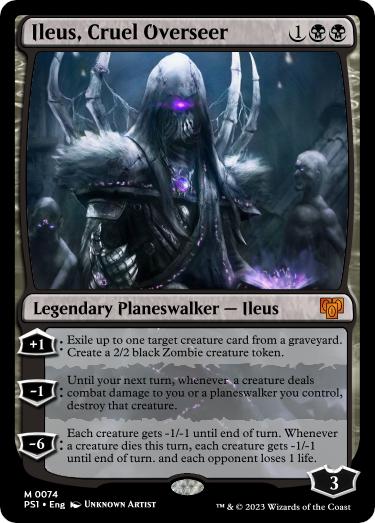 Ileus, Cruel Overseer 1
Legendary Planeswalker — Ileus
+1 : Exile up to one target creature card from a graveyard.
Create a 2/2 black Zombie creature token.
-1 : Until your next turn, whenever a creature deals
combat damage to you or a planeswalker you control,
destroy that creature.
-6 : Each creature gets -1/-1 until end of turn. Whenever
a creature dies this turn, each creature gets -1/-1
until end of turn. and each opponent loses 1 life.
3
M 0074
PS1 • Eng Unknown Artist
™ & © 2023 Wizards of the Coast